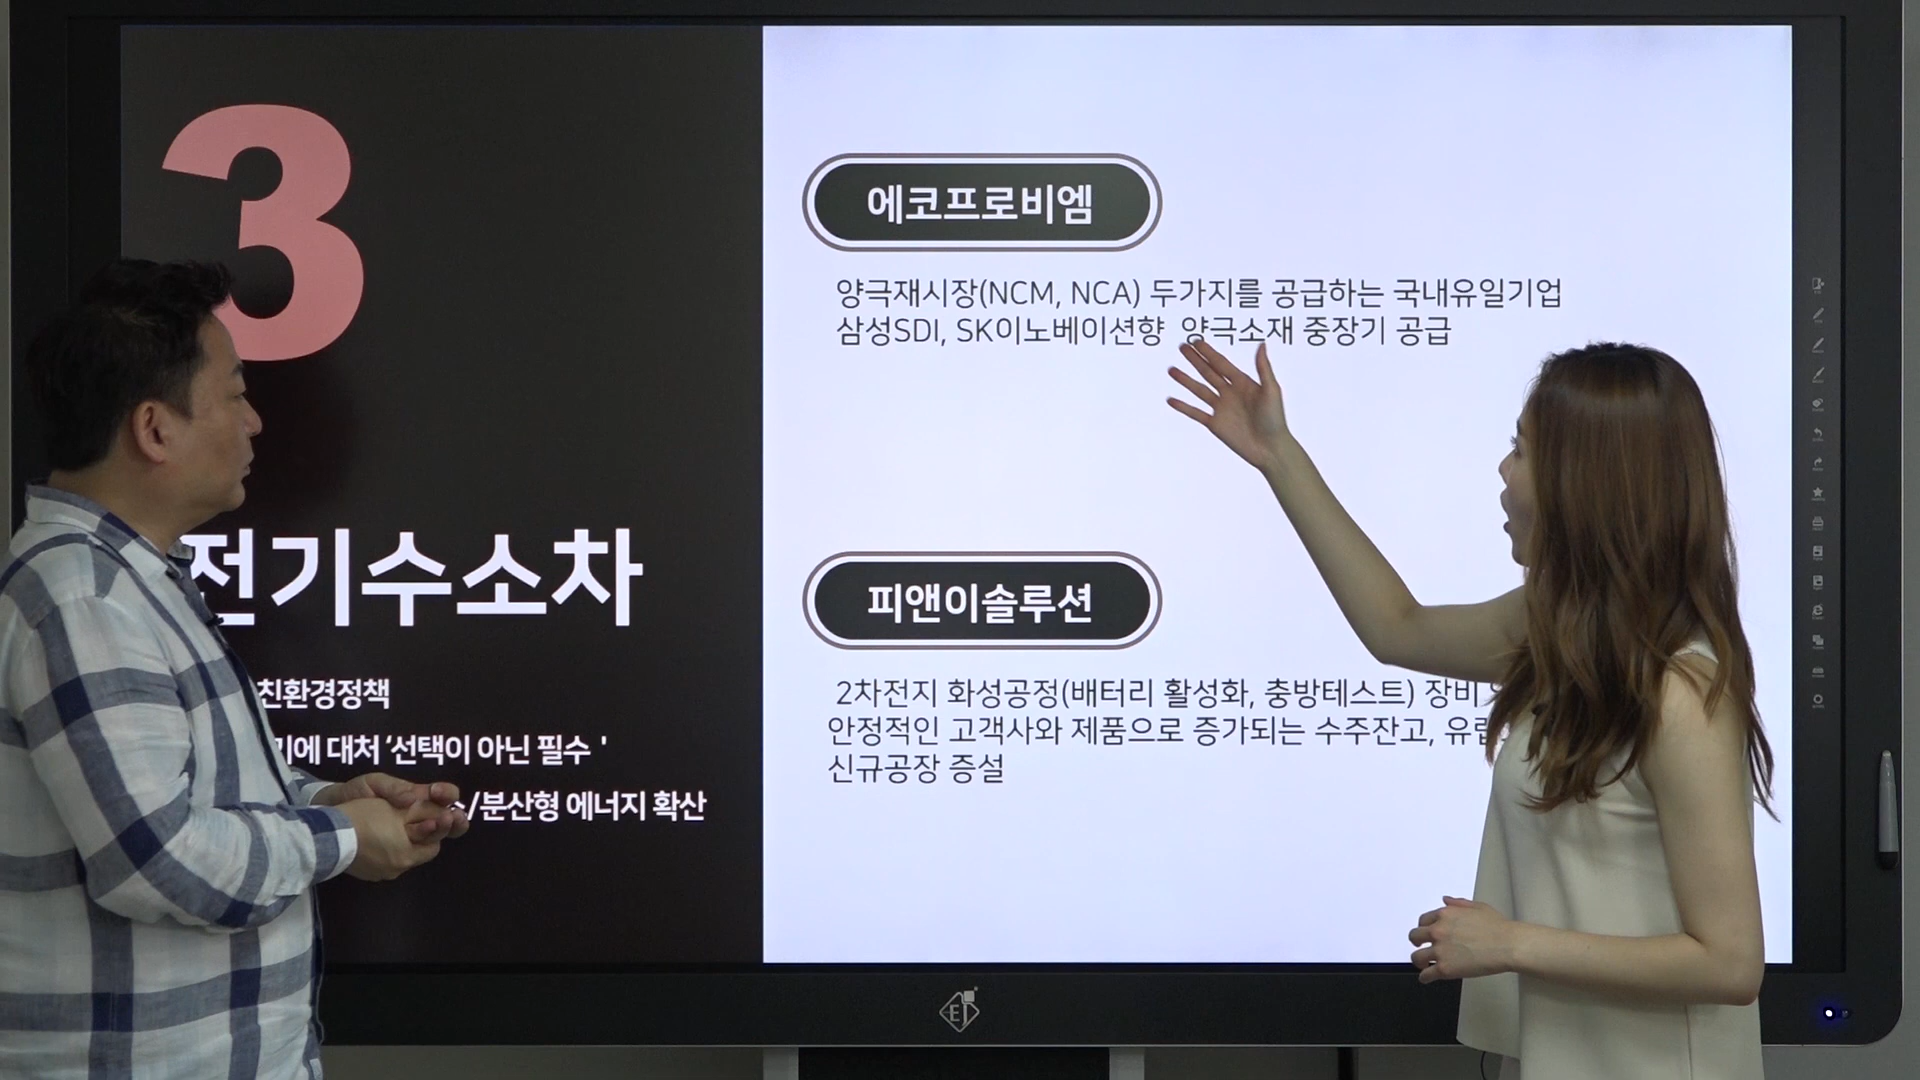 3
전기수소차
친환경정책
대처 '선택이 아닌 필수 '
/분산형 에너지 확산
에코프로비엠
양극재시장(NCM, NCA) 두가지를 공급하는 국내유일기업
삼성SDI, SK이노베이션향 양극소재 중장기 공급
피앤이솔루션
2차전지 화성공정(배터리 활성화, 충방테스트) 장비
안정적인 고객사와 제품으로 증가되는 수주잔고,
신규공장 증설